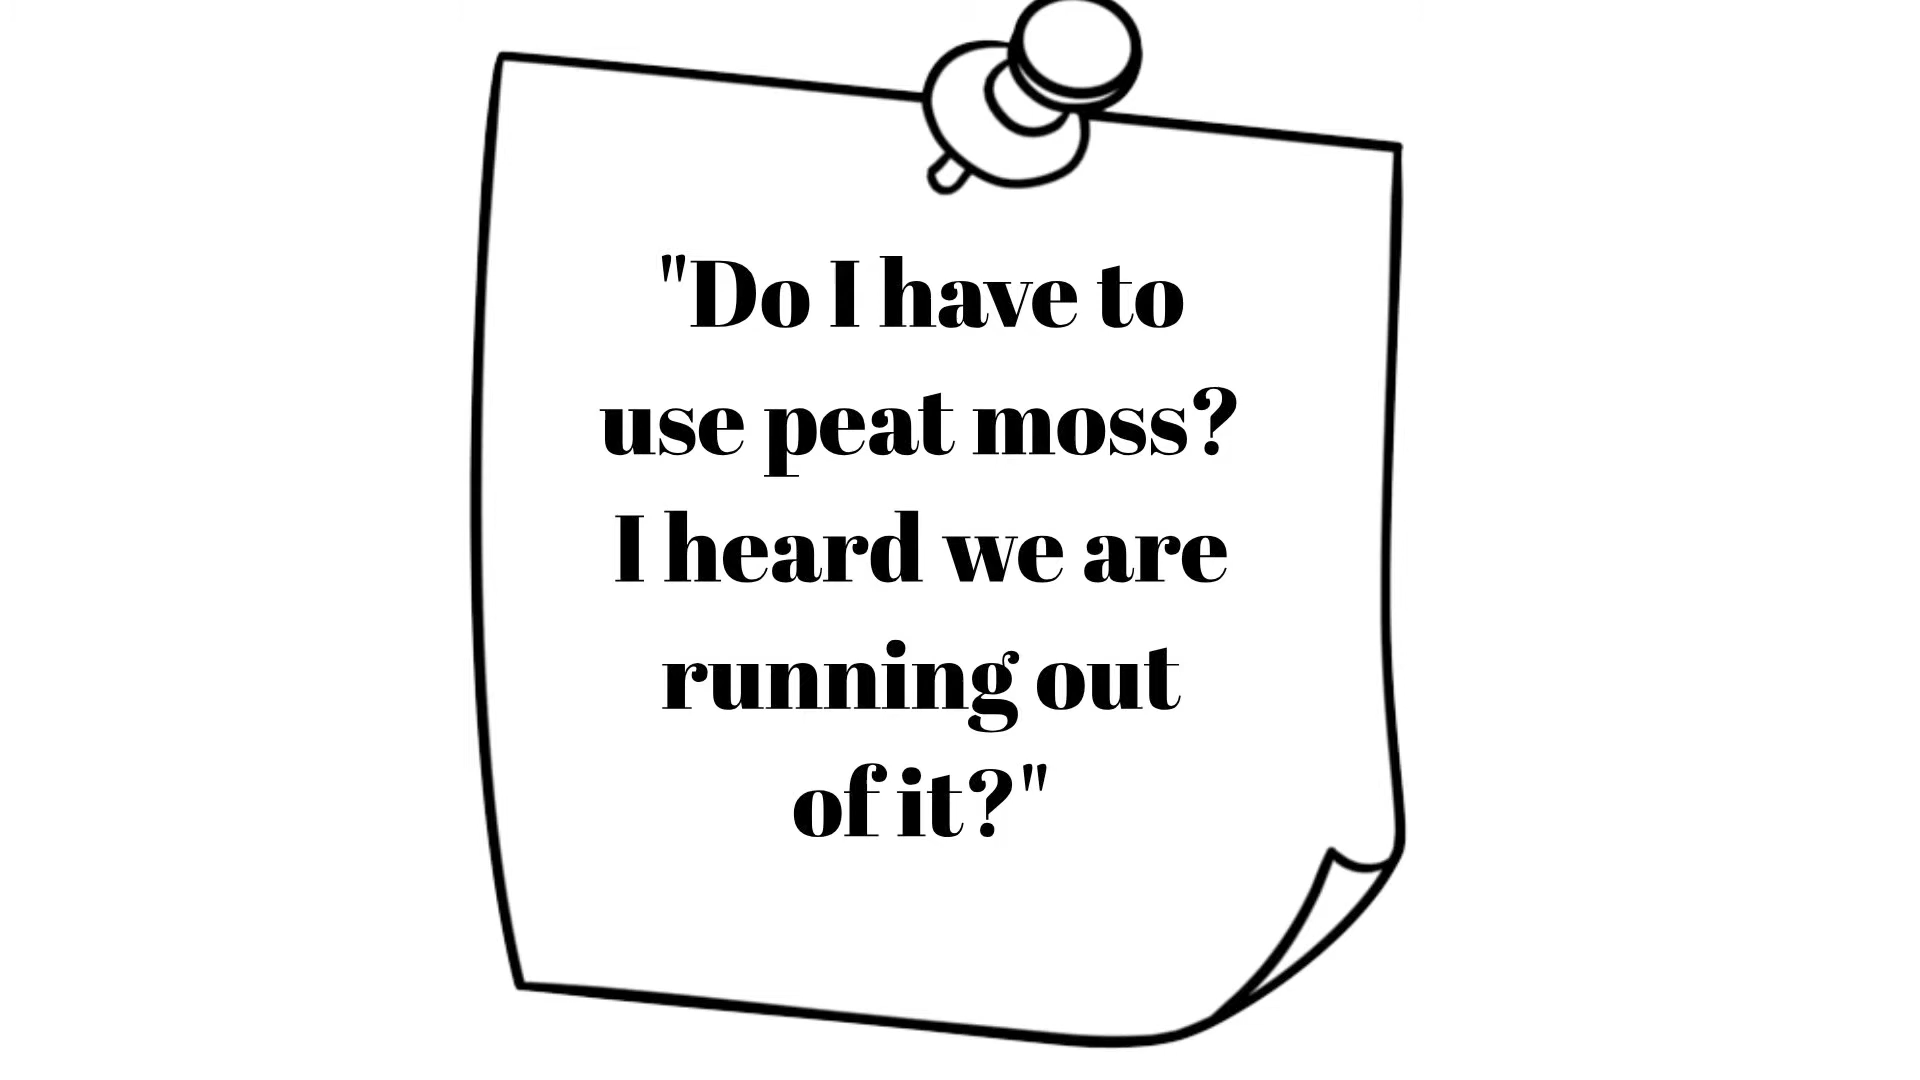 "Do I have to
use peat moss?
I heard we are
running out
of it?"